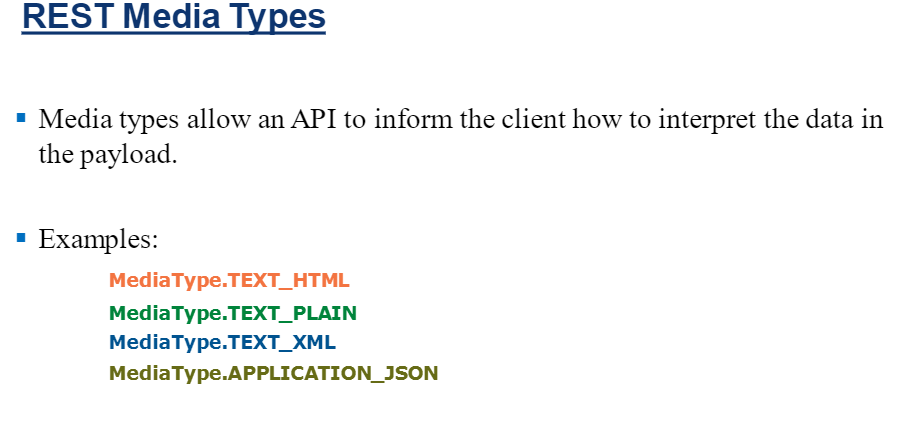 REST Media Types
▪ Media types allow an API to inform the client how to interpret the data in
the payload.
▪ Examples:
MediaType.TEXT_HTML
MediaType.TEXT_PLAIN
MediaType.TEXT_XML
MediaType.APPLICATION_JSON